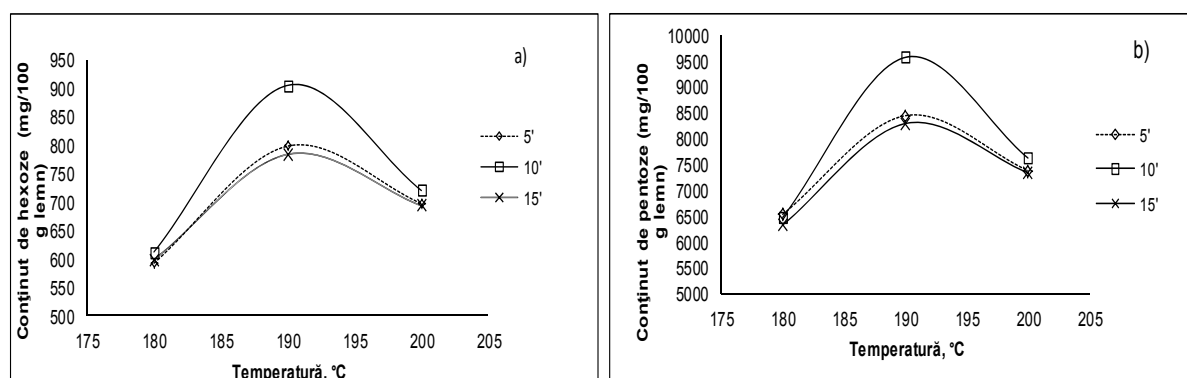 a)
Conţinut de hexoze (mg/100
g lemn)
950
900
850
800
750
700
650
600
550
500
175 180 185 190 195 200 205
Temperatură, °C
5'
10'
15'
b)
Conţinut de pentoze (mg/100
g lemn)
10000
9500
9000
8500
8000
7500
7000
6500
6000
5500
5000
175 180 185 190 195 200 205
Temperatură, °C
5'
10'
15'